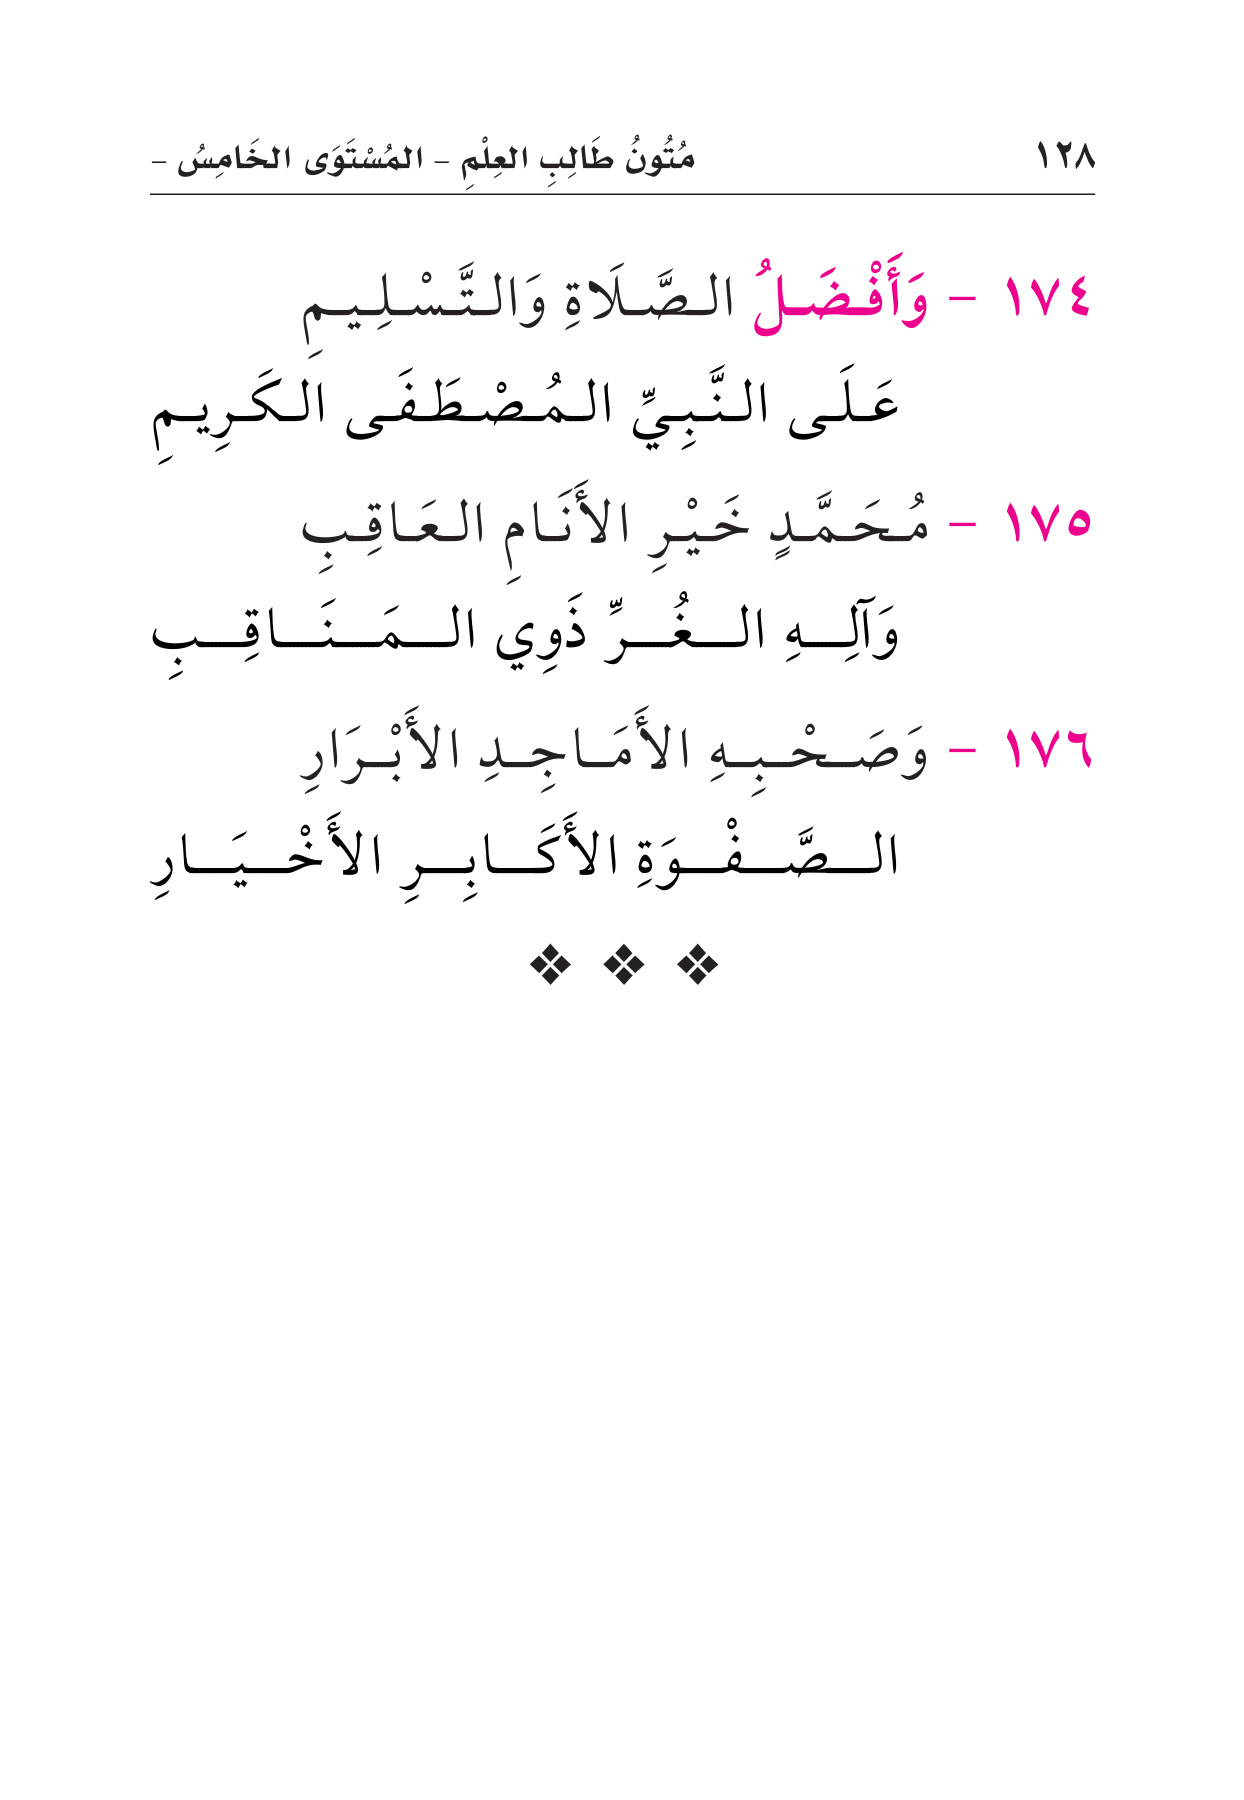 ١٢٨ مُتُونُ طَالِبِ العِلْمِ – المُسْتَوَى الخَامِسُ –
١٧٤ – وَأَفْضَلُ الصَّلَاةِ وَالتَّسْلِيمِ
عَلَى النَّبِيِّ المُصْطَفَى الكَرِيمِ
١٧٥ – مُحَمَّدٍ خَيْرِ الأَنَامِ العَاقِبِ
وَآلِهِ الغُرِّ ذَوِي المَنَاقِبِ
١٧٦ – وَصَحْبِهِ الأَمَاجِدِ الأَبْرَارِ
الصَّفْوَةِ الأَكَابِرِ الأَخْيَارِ